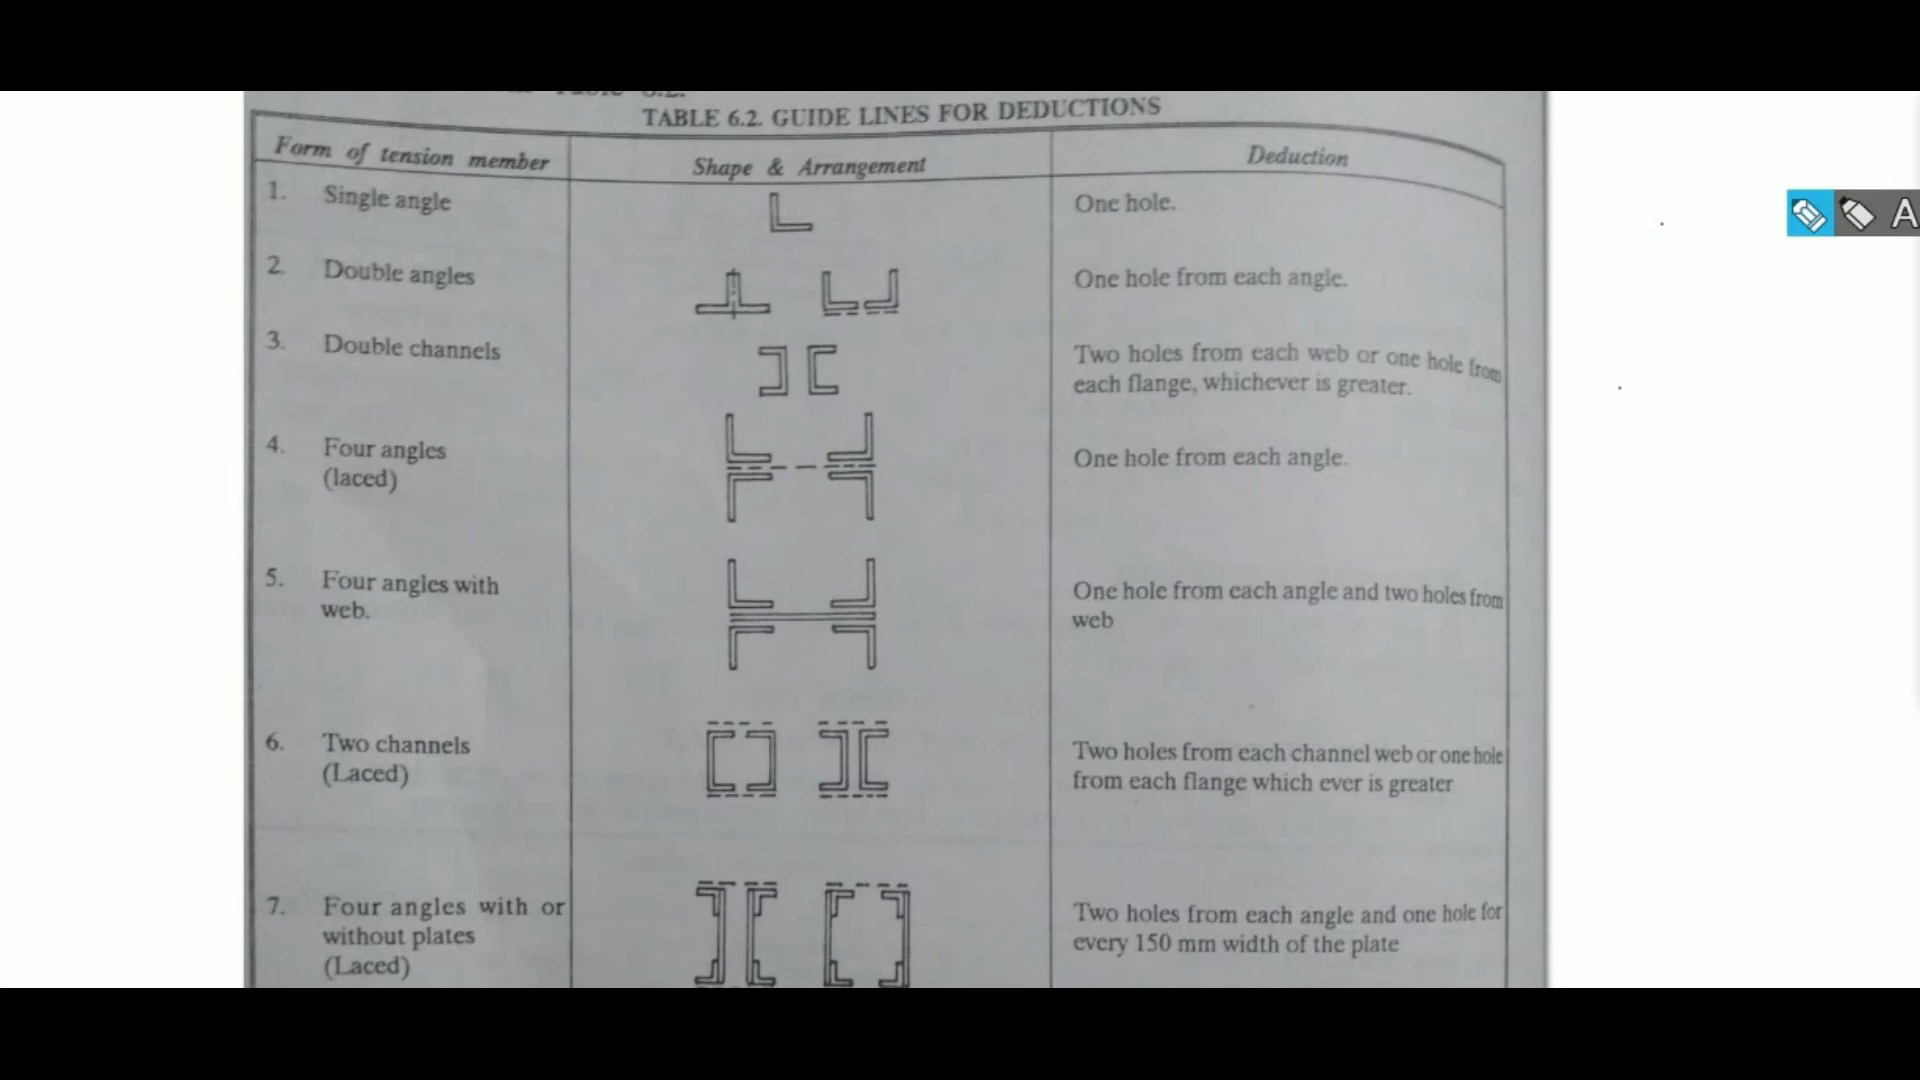 TABLE 6.2. GUIDE LINES FOR DEDUCTIONS
Form of tension member
Shape & Arrangement
Deduction
1. Single angle
One hole.
2. Double angles
One hole from each angle.
3. Double channels
Two holes from each web or one hole from
each flange, whichever is greater.
4. Four angles
(laced)
One hole from each angle.
5. Four angles with
web.
One hole from each angle and two holes from
web
6. Two channels
(Laced)
Two holes from each channel web or one hole
from each flange which ever is greater
7. Four angles with or
without plates
(Laced)
Two holes from each angle and one hole for
every 150 mm width of the plate
A